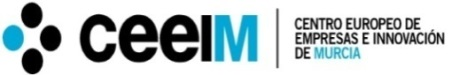 ceeiM
CENTRO EUROPEO DE
EMPRESAS E INNOVACIÓN
DE MURCIA